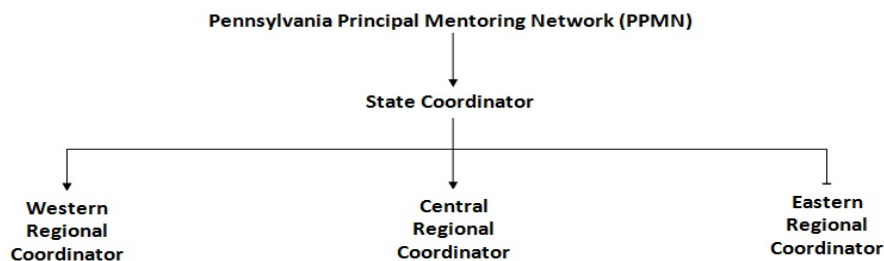 Pennsylvania Principal Mentoring Network (PPMN)
State Coordinator
Western
Regional
Coordinator
Central
Regional
Coordinator
Eastern
Regional
Coordinator